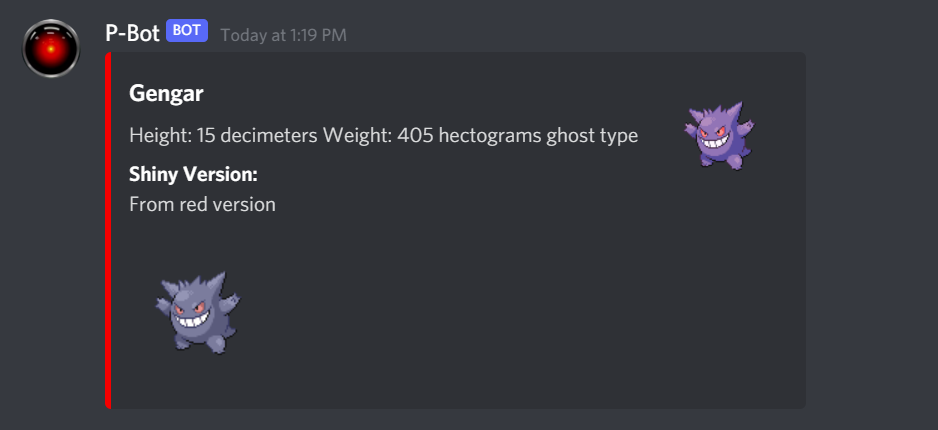 P-Bot BOT Today at 1:19 PM
Gengar
Height: 15 decimeters Weight: 405 hectograms ghost type
Shiny Version:
From red version